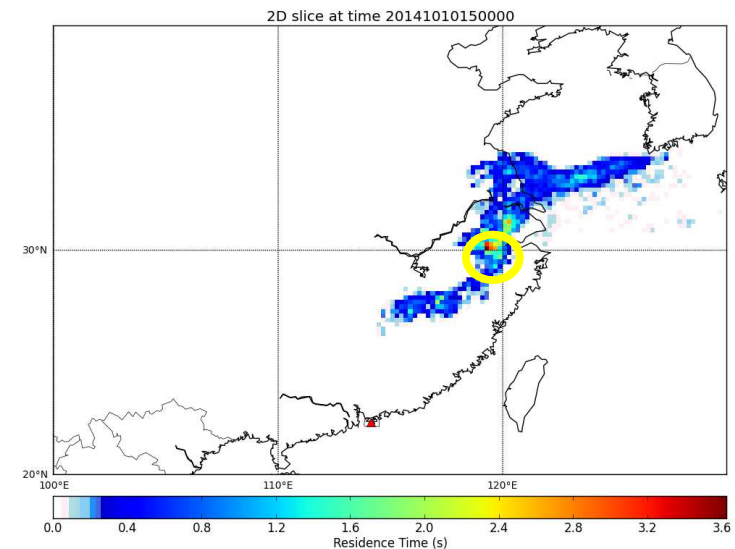 2D slice at time 20141010150000
30°N
20°N
100°E 110°E 120°E
0.0 0.4 0.8 1.2 1.6 2.0 2.4 2.8 3.2 3.6
Residence Time (s)